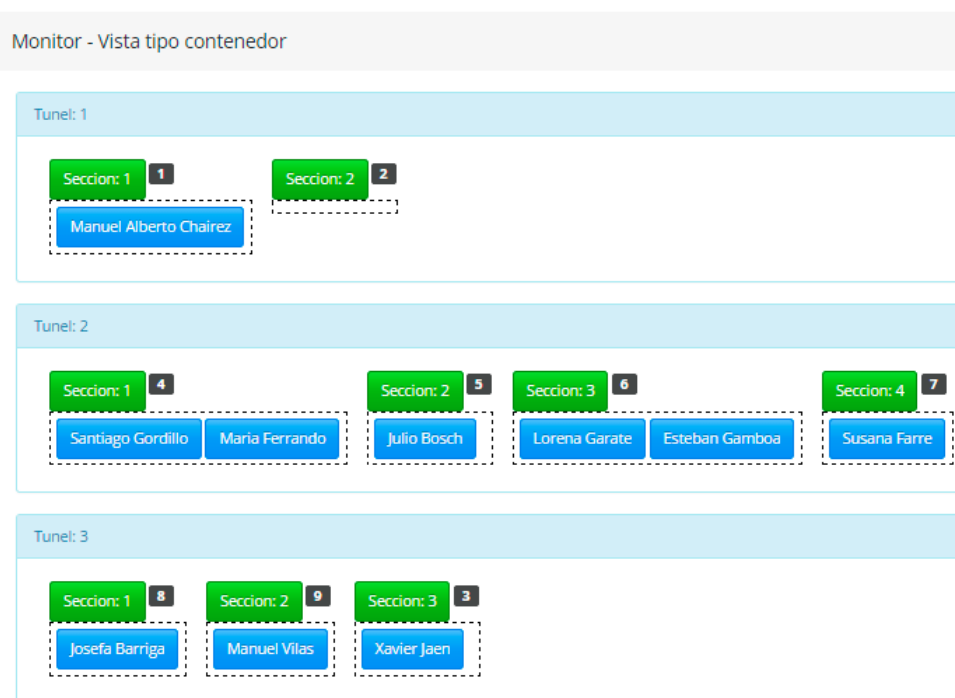 Monitor - Vista tipo contenedor
Tunel: 1
Seccion: 1 1 Seccion: 2 2
Manuel Alberto Chairez
Tunel: 2
Seccion: 1 4 Seccion: 2 5 Seccion: 3 6 Seccion: 4 7
Santiago Gordillo Maria Ferrando Julio Bosch Lorena Garate Esteban Gamboa Susana Farre
Tunel: 3
Seccion: 1 8 Seccion: 2 9 Seccion: 3 3
Josefa Barriga Manuel Vilas Xavier Jaen